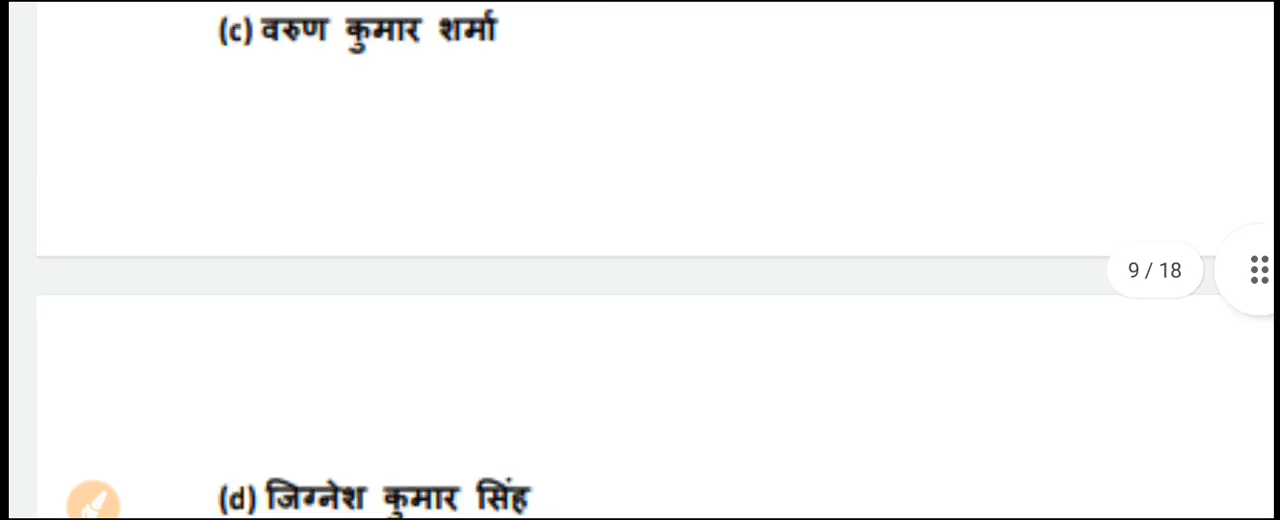 (c) वरुण कुमार शर्मा
9 / 18
(d) जिग्नेश कुमार सिंह